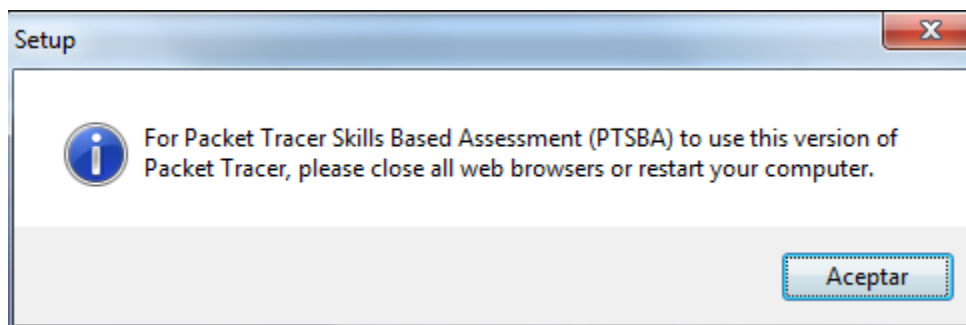 Setup
For Packet Tracer Skills Based Assessment (PTSBA) to use this version of
Packet Tracer, please close all web browsers or restart your computer.
Aceptar